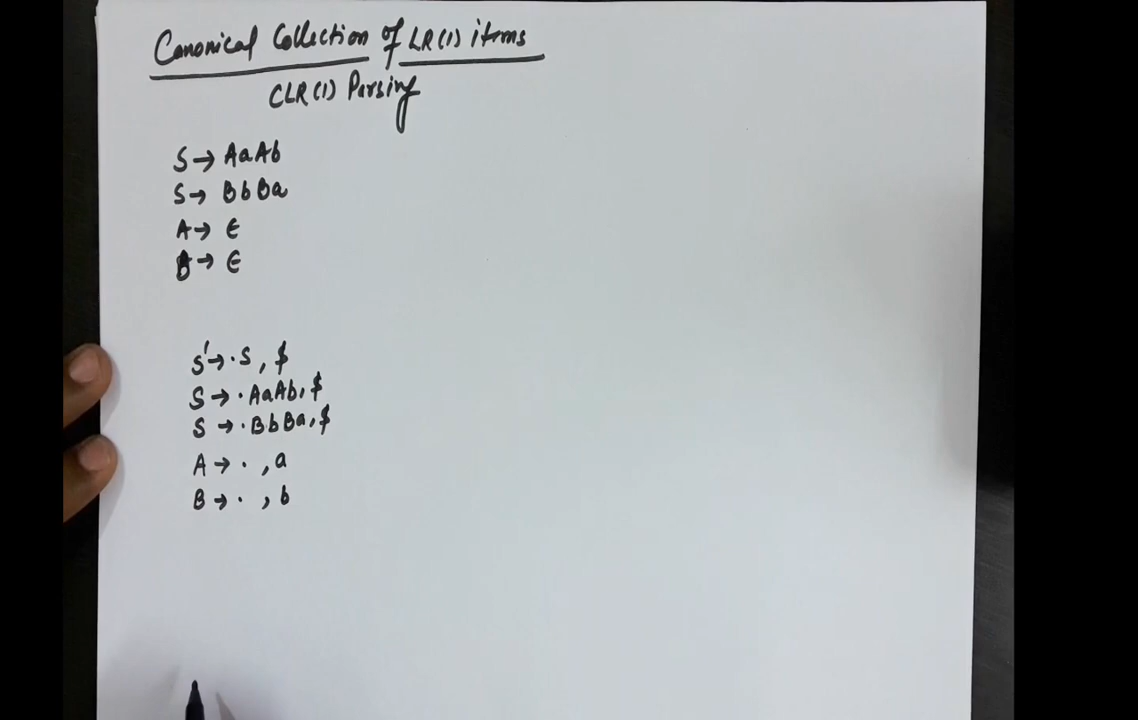 Canonical Collection of LR(1) items
CLR(1) Parsing
S → AaAb
S → BbBa
A → ϵ
B → ϵ
S' → ·S, $
S → ·AaAb, $
S → ·BbBa, $
A → · , a
B → · , b